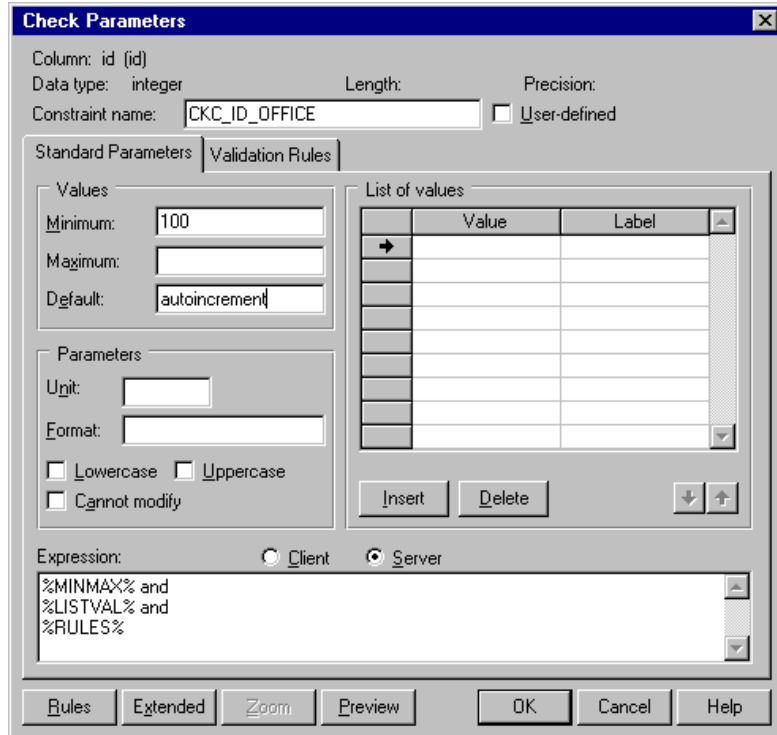 Check Parameters
Column: id (id)
Data type: integer Length: Precision:
Constraint name: CKC_ID_OFFICE User-defined
Standard Parameters Validation Rules
Values
Minimum: 100
Maximum:
Default: autoincrement
Parameters
Unit:
Format:
Lowercase Uppercase
Cannot modify
List of values
Value Label
Insert Delete
Expression: Client Server
%MINMAX% and
%LISTVAL% and
%RULES%
Rules Extended Zoom Preview OK Cancel Help